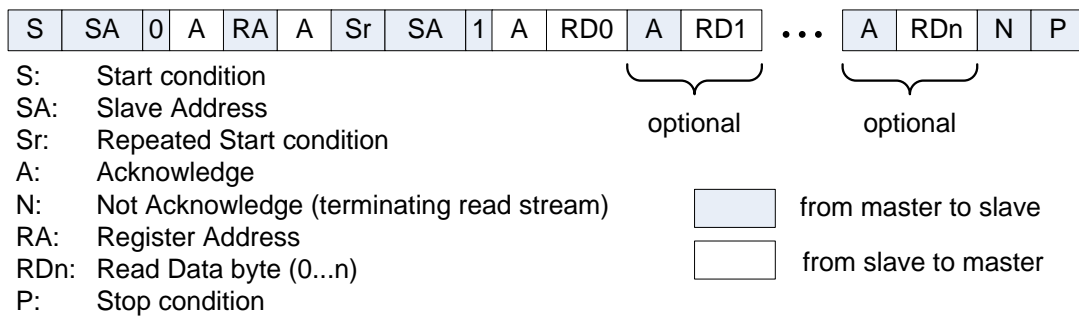 S SA 0 A RA A Sr SA 1 A RD0 A RD1 ... A RDn N P
S: Start condition
SA: Slave Address
optional optional
Sr: Repeated Start condition
A: Acknowledge
N: Not Acknowledge (terminating read stream)
from master to slave
RA: Register Address
RDn: Read Data byte (0...n)
from slave to master
P: Stop condition